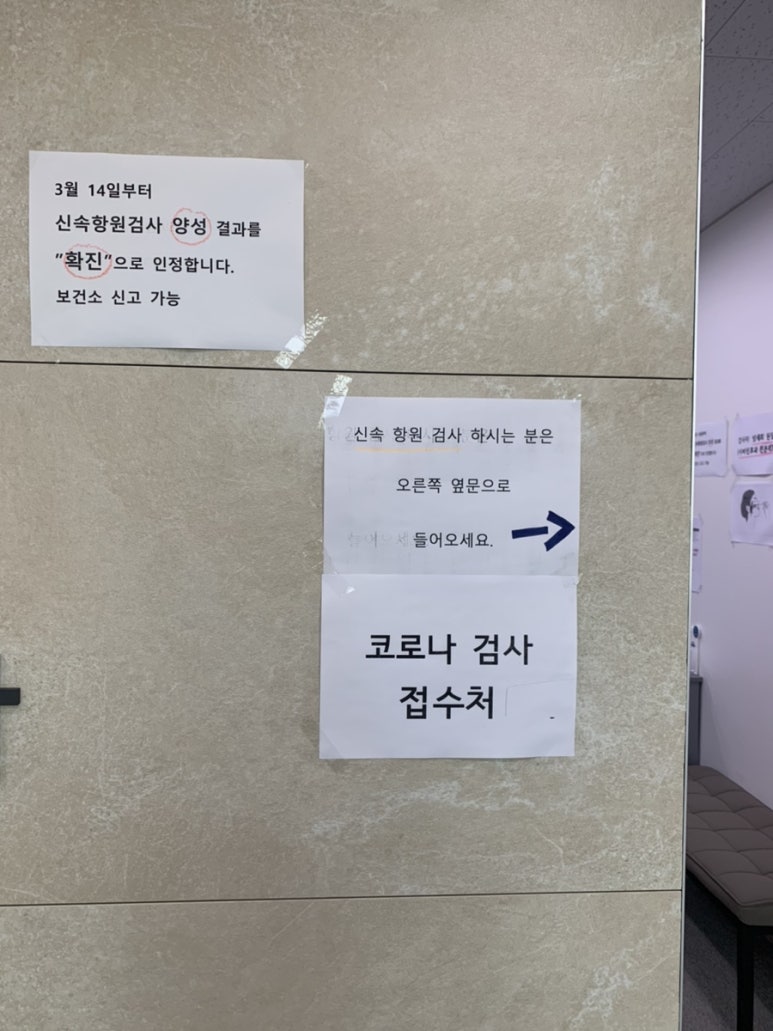 3월 14일부터
신속항원검사 양성 결과를
"확진"으로 인정합니다.
보건소 신고 가능
신속 항원 검사 하시는 분은
오른쪽 옆문으로
들어오세요.
코로나 검사
접수처